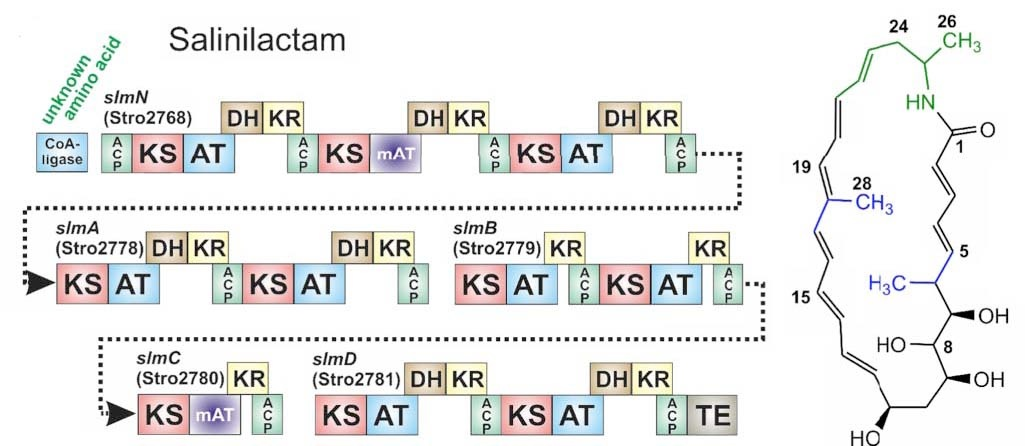 Salinilactam
unknown
amino acid
slmN
(Stro2768)
DH KR DH KR DH KR
CoA-
ligase
ACP KS AT ACP KS mAT ACP KS AT ACP
slmA
(Stro2778) DH KR DH KR
slmB
(Stro2779) KR KR
KS AT ACP KS AT ACP KS AT ACP KS AT ACP
slmC
(Stro2780) KR
slmD
(Stro2781) DH KR DH KR
KS mAT ACP KS AT ACP KS AT ACP TE
24 26
CH3
HN
O
1
19 28
CH3
5
H3C
15
OH
HO 8
OH
HO